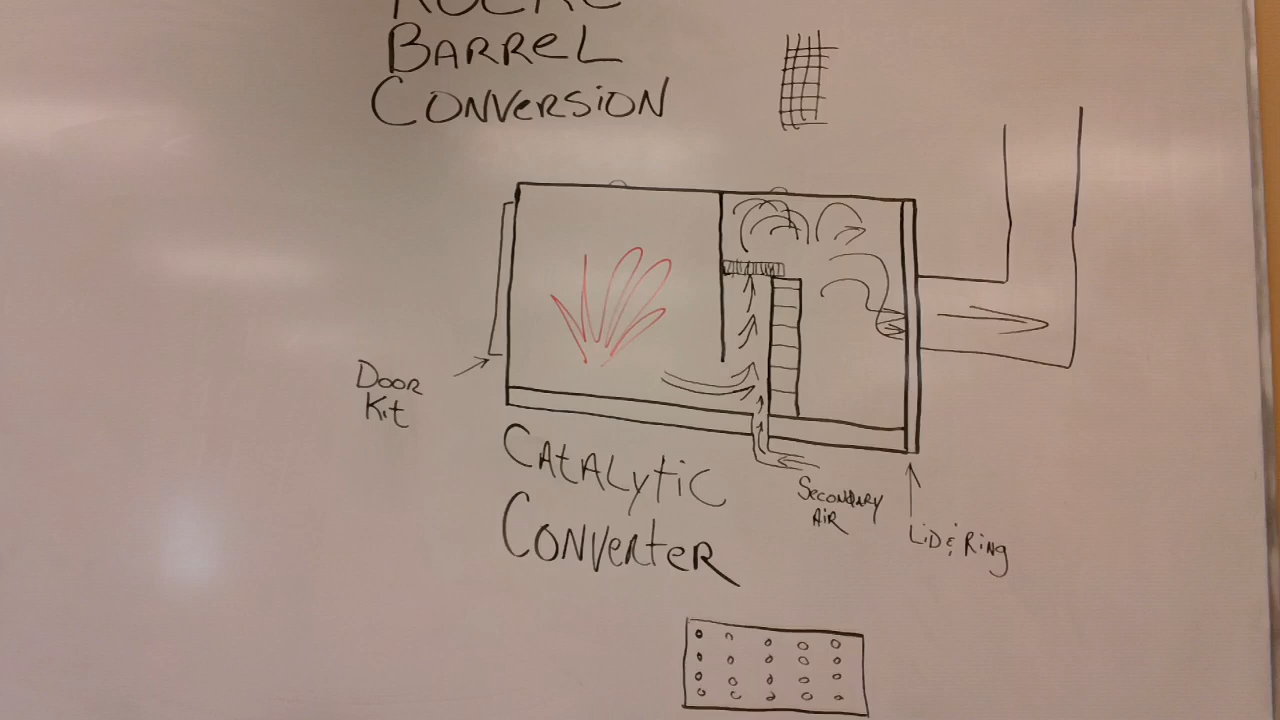 BARREL
CONVERSION
DOOR
Kit
CATALYTIC
CONVERTER
SECONDARY
AIR
LID & RING